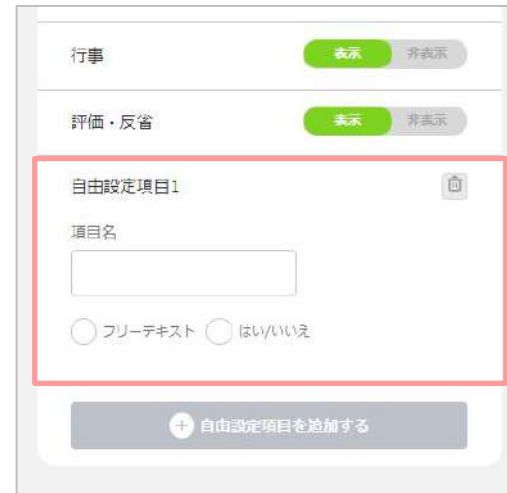 行事 表示 非表示
評価・反省 表示 非表示
自由設定項目1
項目名
フリーテキスト はい/いいえ
自由設定項目を追加する